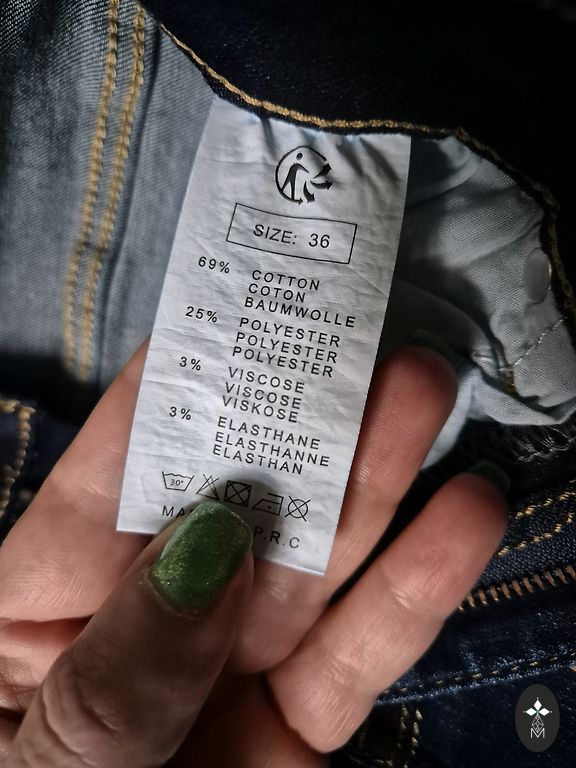 SIZE: 36
69% COTTON
COTON
BAUMWOLLE
25% POLYESTER
POLYESTER
POLYESTER
3% VISCOSE
VISCOSE
VISKOSE
3% ELASTHANE
ELASTHANNE
ELASTHAN
30°
P.R.C